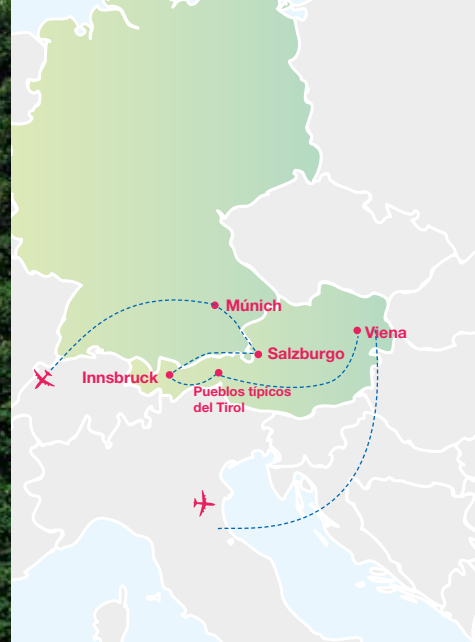 Múnich
Viena
Salzburgo
Innsbruck
Pueblos típicos
del Tirol